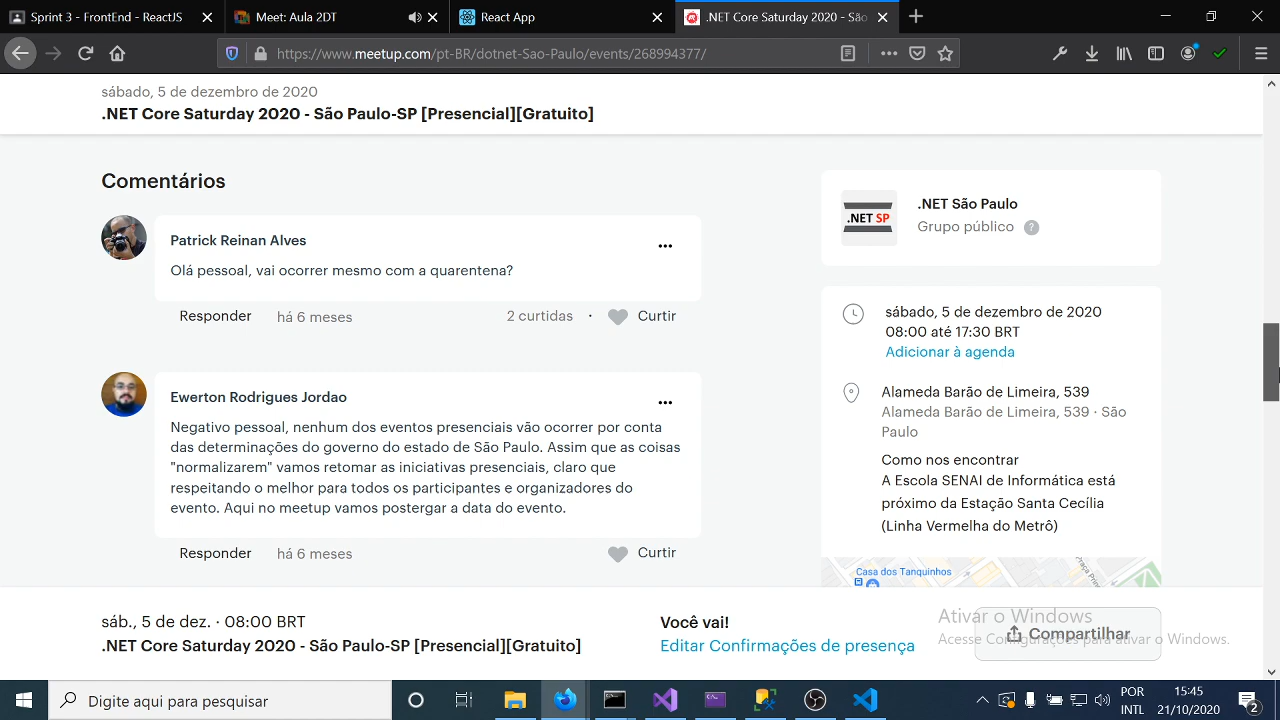 Sprint 3 - FrontEnd - ReactJS
Meet: Aula 2DT
React App
.NET Core Saturday 2020 - São
https://www.meetup.com/pt-BR/dotnet-Sao-Paulo/events/268994377/
sábado, 5 de dezembro de 2020
.NET Core Saturday 2020 - São Paulo-SP [Presencial][Gratuito]
Comentários
Patrick Reinan Alves
Olá pessoal, vai ocorrer mesmo com a quarentena?
Responder há 6 meses 2 curtidas · Curtir
Ewerton Rodrigues Jordao
Negativo pessoal, nenhum dos eventos presenciais vão ocorrer por conta
das determinações do governo do estado de São Paulo. Assim que as coisas
"normalizarem" vamos retomar as iniciativas presenciais, claro que
respeitando o melhor para todos os participantes e organizadores do
evento. Aqui no meetup vamos postergar a data do evento.
Responder há 6 meses Curtir
.NET SP
.NET São Paulo
Grupo público ?
sábado, 5 de dezembro de 2020
08:00 até 17:30 BRT
Adicionar à agenda
Alameda Barão de Limeira, 539
Alameda Barão de Limeira, 539 · São
Paulo
Como nos encontrar
A Escola SENAI de Informática está
próximo da Estação Santa Cecília
(Linha Vermelha do Metrô)
Casa dos Tanquinhos
sáb., 5 de dez. · 08:00 BRT
.NET Core Saturday 2020 - São Paulo-SP [Presencial][Gratuito]
Você vai!
Editar Confirmações de presença
Compartilhar
Ativar o Windows
Acesse Configurações para ativar o Windows.
Digite aqui para pesquisar
POR
INTL
15:45
21/10/2020
2